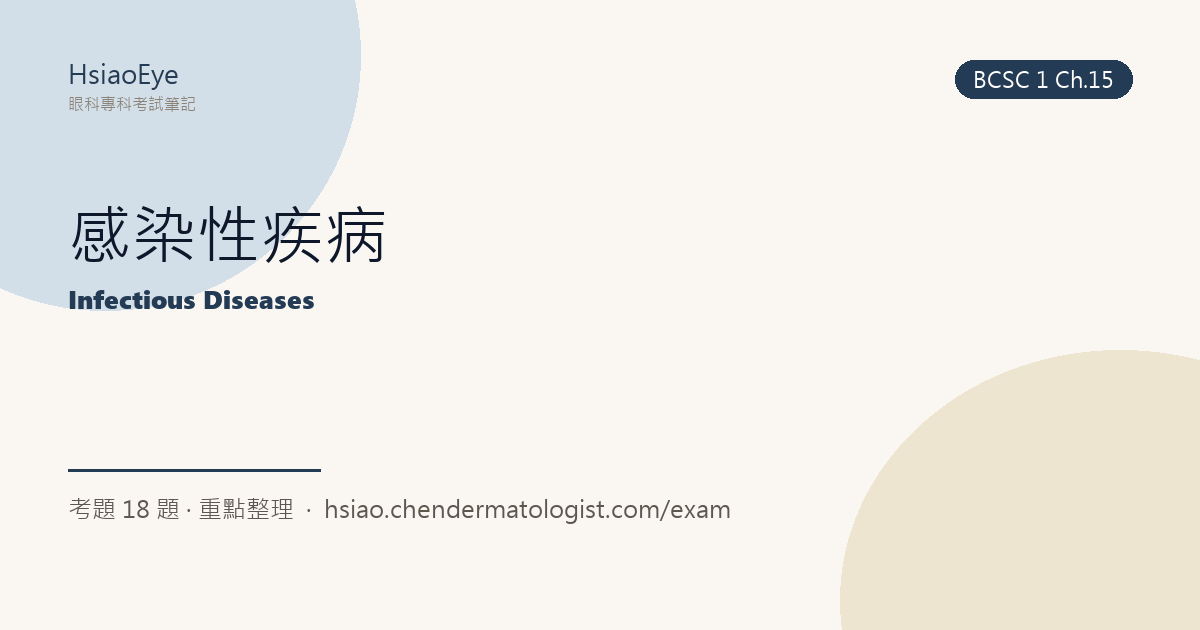 HsiaoEye
眼科專科考試筆記
BCSC 1 Ch.15
感染性疾病
Infectious Diseases
考題 18 題 · 重點整理 · hsiao.chendermatologist.com/exam